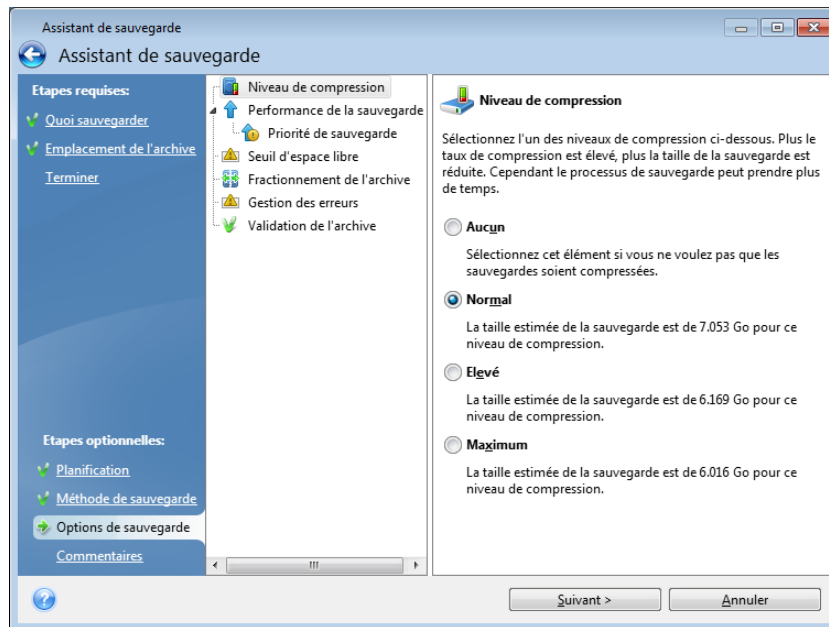 Assistant de sauvegarde
Assistant de sauvegarde
Etapes requises:
Quoi sauvegarder
Emplacement de l'archive
Terminer
Etapes optionnelles:
Planification
Méthode de sauvegarde
Options de sauvegarde
Commentaires
Niveau de compression
Performance de la sauvegarde
Priorité de sauvegarde
Seuil d'espace libre
Fractionnement de l'archive
Gestion des erreurs
Validation de l'archive
Niveau de compression
Sélectionnez l'un des niveaux de compression ci-dessous. Plus le
taux de compression est élevé, plus la taille de la sauvegarde est
réduite. Cependant le processus de sauvegarde peut prendre plus
de temps.
Aucun
Sélectionnez cet élément si vous ne voulez pas que les
sauvegardes soient compressées.
Normal
La taille estimée de la sauvegarde est de 7.053 Go pour ce
niveau de compression.
Elevé
La taille estimée de la sauvegarde est de 6.169 Go pour ce
niveau de compression.
Maximum
La taille estimée de la sauvegarde est de 6.016 Go pour ce
niveau de compression.
Suivant >
Annuler